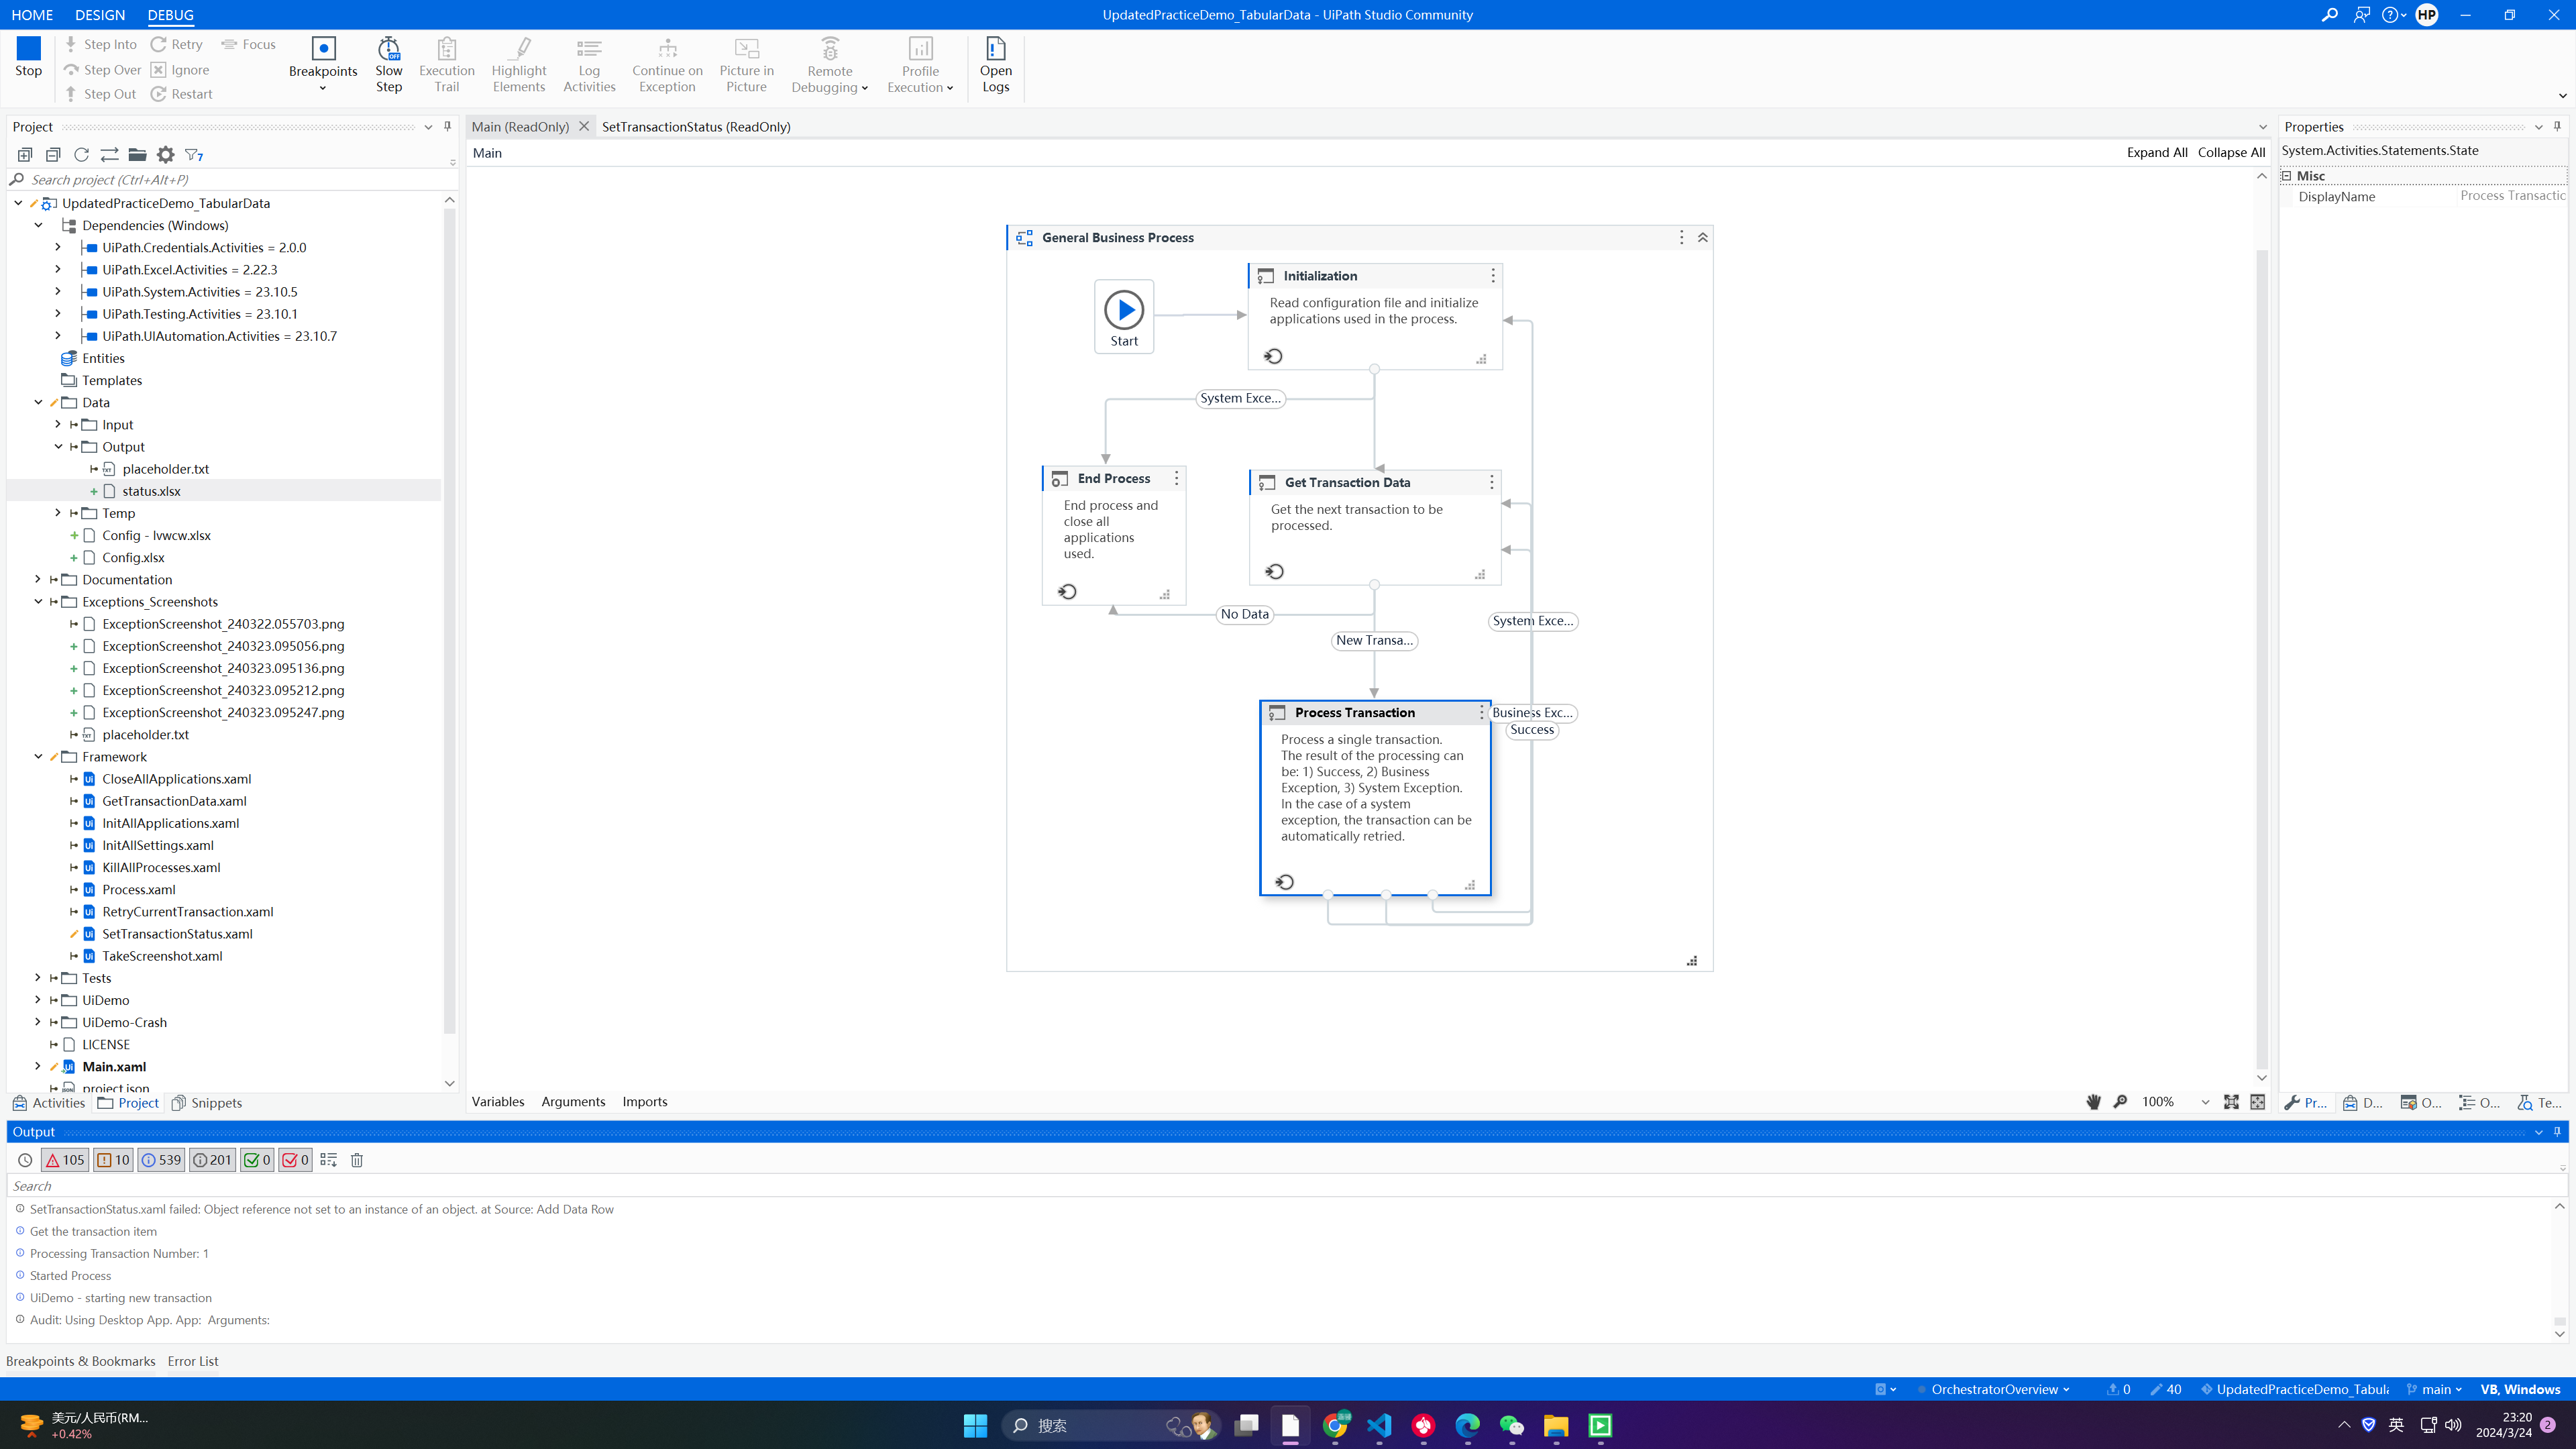 HOME DESIGN DEBUG UpdatedPracticeDemo_TabularData - UiPath Studio Community HP
Stop
Step Into Retry Focus
Step Over Ignore
Step Out Restart
Breakpoints
Slow Step
Execution Trail
Highlight Elements
Log Activities
Continue on Exception
Picture in Picture
Remote Debugging
Profile Execution
Open Logs
Project
7
Search project (Ctrl+Alt+P)
UpdatedPracticeDemo_TabularData
Dependencies (Windows)
UiPath.Credentials.Activities = 2.0.0
UiPath.Excel.Activities = 2.22.3
UiPath.System.Activities = 23.10.5
UiPath.Testing.Activities = 23.10.1
UiPath.UIAutomation.Activities = 23.10.7
Entities
Templates
Data
Input
Output
placeholder.txt
status.xlsx
Temp
Config - lvwcw.xlsx
Config.xlsx
Documentation
Exceptions_Screenshots
ExceptionScreenshot_240322.055703.png
ExceptionScreenshot_240323.095056.png
ExceptionScreenshot_240323.095136.png
ExceptionScreenshot_240323.095212.png
ExceptionScreenshot_240323.095247.png
placeholder.txt
Framework
CloseAllApplications.xaml
GetTransactionData.xaml
InitAllApplications.xaml
InitAllSettings.xaml
KillAllProcesses.xaml
Process.xaml
RetryCurrentTransaction.xaml
SetTransactionStatus.xaml
TakeScreenshot.xaml
Tests
UiDemo
UiDemo-Crash
LICENSE
Main.xaml
project.json
Activities Project Snippets
Main (ReadOnly) SetTransactionStatus (ReadOnly)
Main Expand All Collapse All
General Business Process
Start
Initialization
Read configuration file and initialize
applications used in the process.
System Exce...
End Process
End process and
close all
applications
used.
Get Transaction Data
Get the next transaction to be
processed.
No Data
New Transa...
System Exce...
Process Transaction
Process a single transaction.
The result of the processing can
be: 1) Success, 2) Business
Exception, 3) System Exception.
In the case of a system
exception, the transaction can be
automatically retried.
Business Exc...
Success
Variables Arguments Imports 100%
Properties
System.Activities.Statements.State
Misc
DisplayName Process Transactic
Pr... D... O... O... Te...
Output
105 10 539 201 0 0
Search
SetTransactionStatus.xaml failed: Object reference not set to an instance of an object. at Source: Add Data Row
Get the transaction item
Processing Transaction Number: 1
Started Process
UiDemo - starting new transaction
Audit: Using Desktop App. App:  Arguments:
Breakpoints & Bookmarks Error List
OrchestratorOverview 0 40 UpdatedPracticeDemo_Tabula main VB, Windows
美元/人民币(RM...
+0.42%
搜索
英
23:20
2024/3/24
2